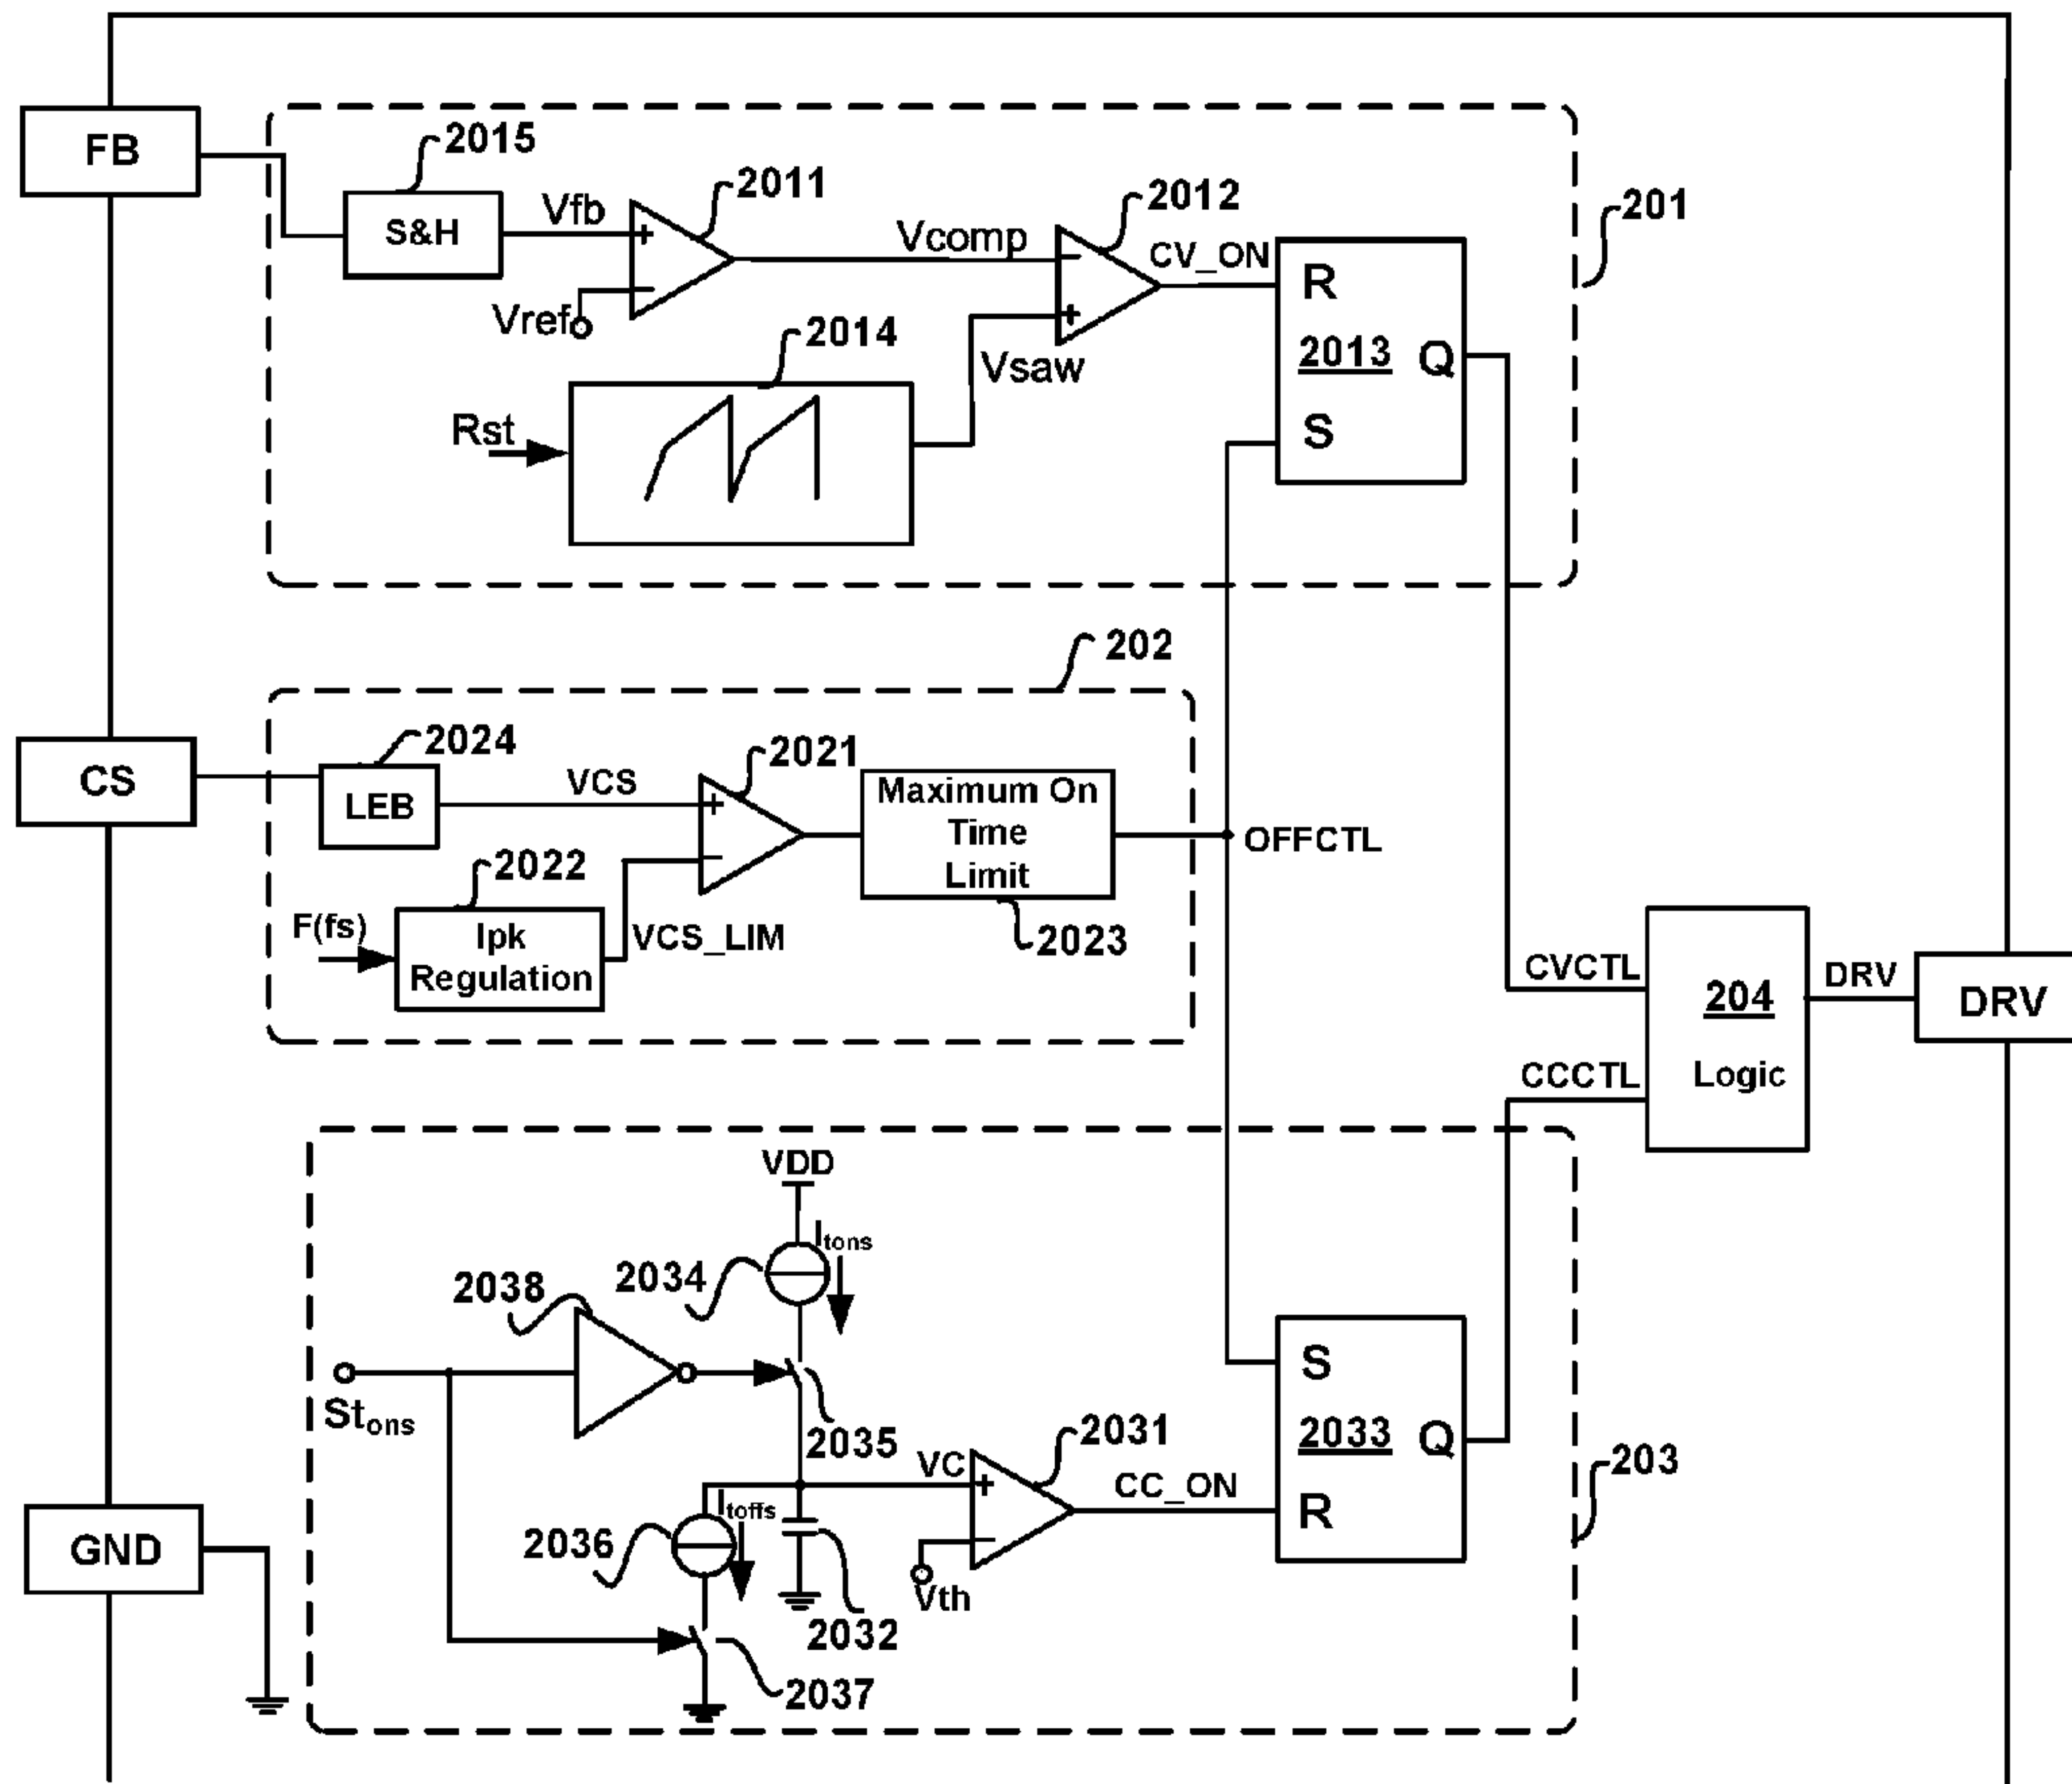 FB
2015
S&H
Vfb
+
−
2011
Vref
Vcomp
2012
−
+
CV_ON
R
2013
Q
S
201
2014
Vsaw
Rst
202
CS
2024
LEB
VCS
2021
+
−
Maximum On
Time
Limit
OFFCTL
2022
F(fs)
Ipk
Regulation
VCS_LIM
2023
CVCTL
204
Logic
DRV
DRV
CCCTL
VDD
Itons
2034
2038
Stons
2035
VC
2031
+
−
CC_ON
S
2033
Q
R
203
GND
Itoffs
2036
Vth
2032
2037